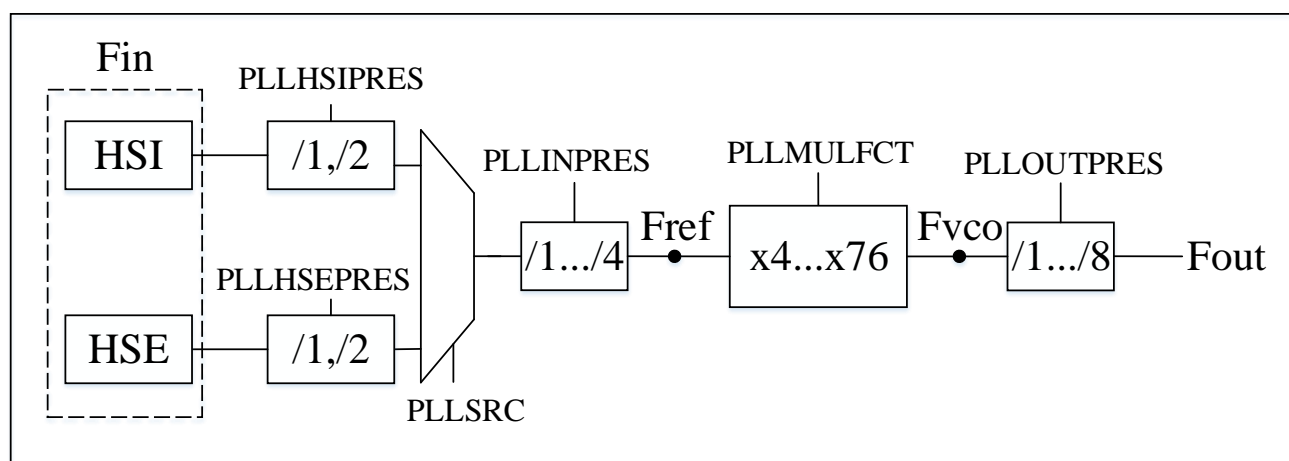 Fin
PLLHSIPRES
HSI
/1,/2
PLLINPRES
PLLMULFCT
PLLOUTPRES
/1.../4
Fref
x4...x76
Fvco
/1.../8
Fout
PLLHSEPRES
HSE
/1,/2
PLLSRC